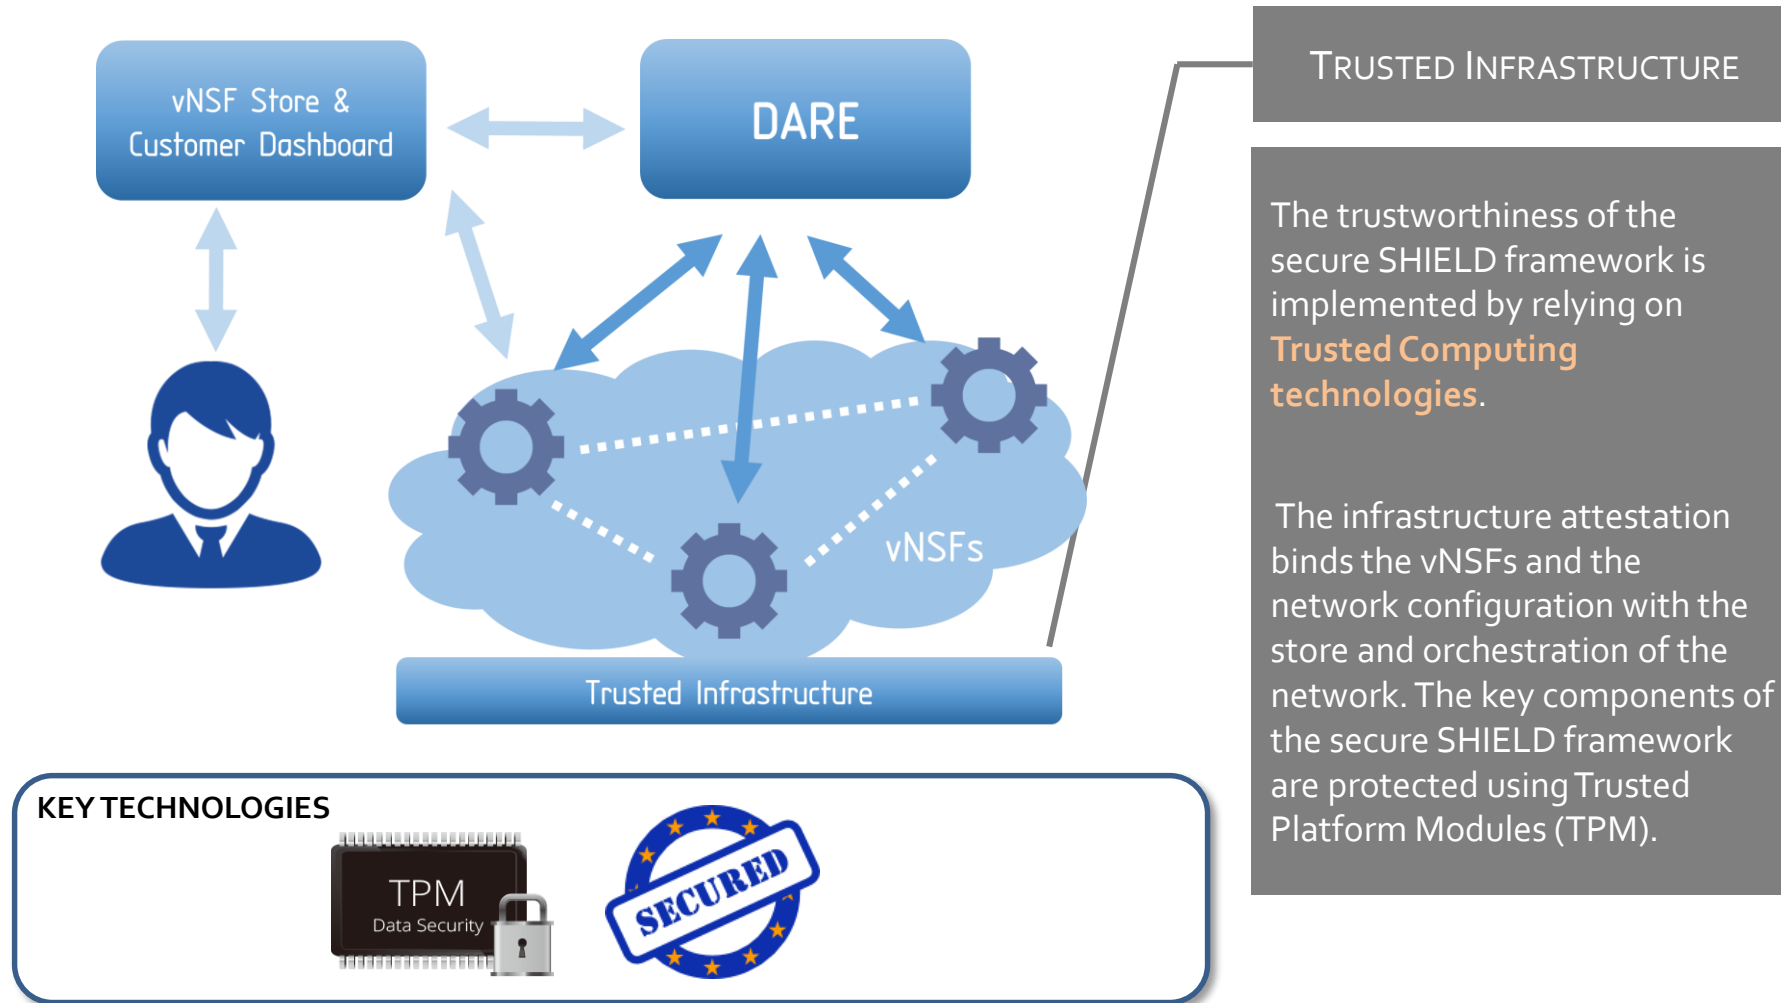 vNSF Store &
Customer Dashboard
DARE
vNSFs
Trusted Infrastructure
TRUSTED INFRASTRUCTURE
The trustworthiness of the
secure SHIELD framework is
implemented by relying on
Trusted Computing
technologies.
The infrastructure attestation
binds the vNSFs and the
network configuration with the
store and orchestration of the
network. The key components of
the secure SHIELD framework
are protected using Trusted
Platform Modules (TPM).
KEY TECHNOLOGIES
TPM
Data Security
SECURED